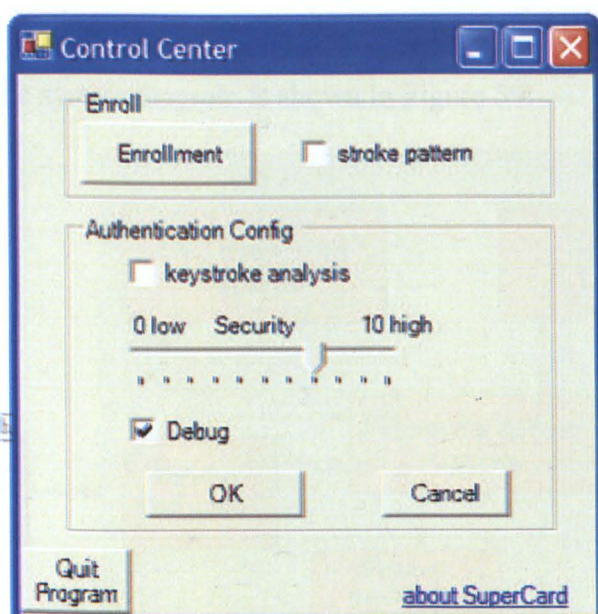 Control Center
Enroll
Enrollment stroke pattern
Authentication Config
keystroke analysis
0 low Security 10 high
Debug
OK Cancel
Quit
Program
about SuperCard